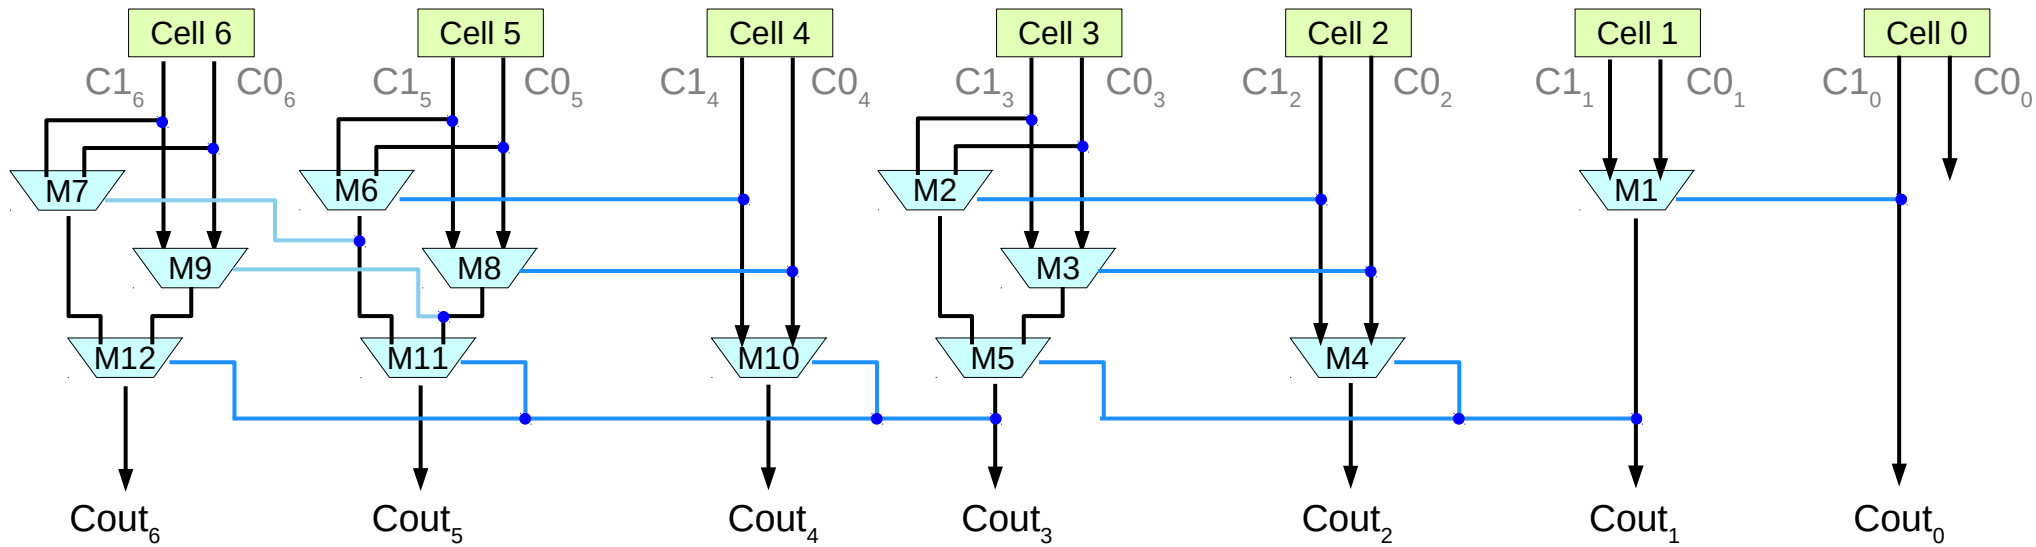 Cell 6 Cell 5 Cell 4 Cell 3 Cell 2 Cell 1 Cell 0
C1₆ C0₆ C1₅ C0₅ C1₄ C0₄ C1₃ C0₃ C1₂ C0₂ C1₁ C0₁ C1₀ C0₀
M7 M6 M2 M1
M9 M8 M3
M12 M11 M10 M5 M4
Cout₆ Cout₅ Cout₄ Cout₃ Cout₂ Cout₁ Cout₀